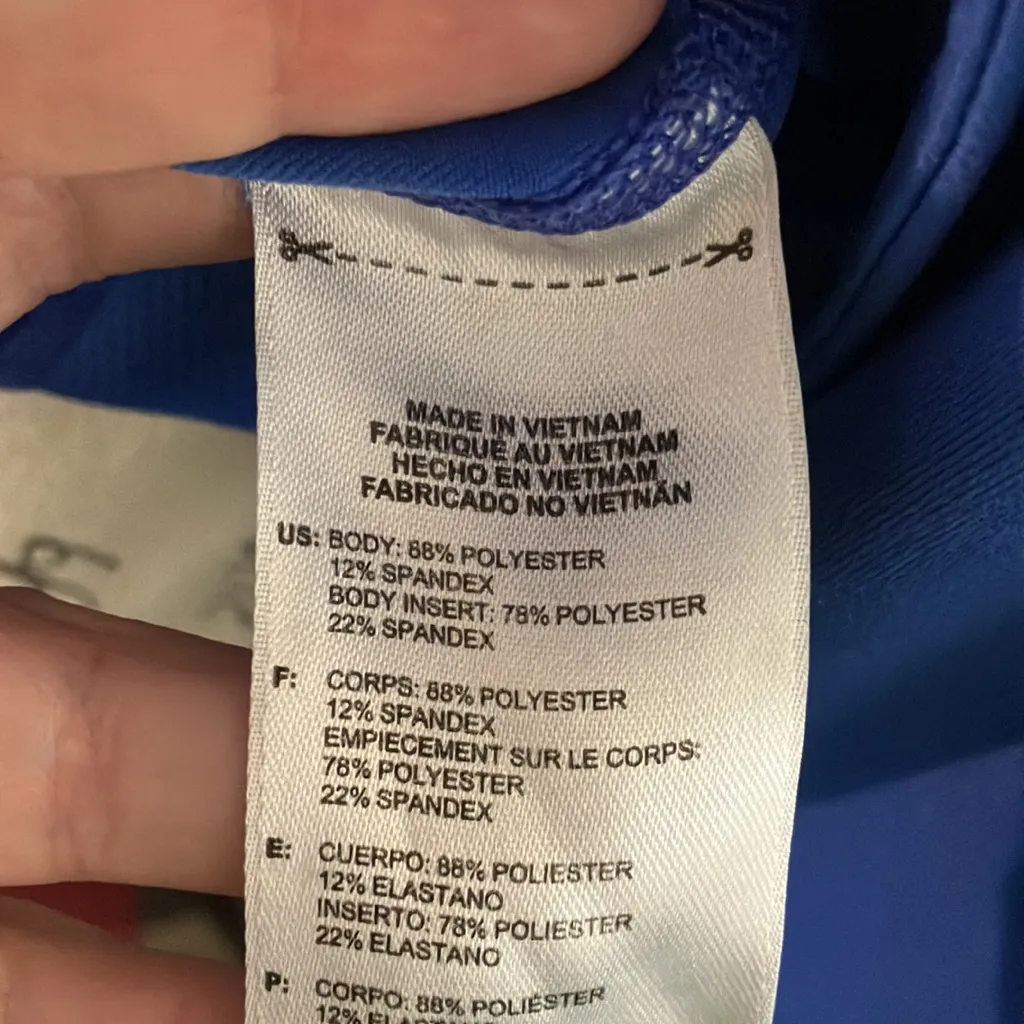 MADE IN VIETNAM
FABRIQUE AU VIETNAM
HECHO EN VIETNAM
FABRICADO NO VIETNÃN
US: BODY: 88% POLYESTER
12% SPANDEX
BODY INSERT: 78% POLYESTER
22% SPANDEX
F: CORPS: 88% POLYESTER
12% SPANDEX
EMPIECEMENT SUR LE CORPS:
78% POLYESTER
22% SPANDEX
E: CUERPO: 88% POLIESTER
12% ELASTANO
INSERTO: 78% POLIESTER
22% ELASTANO
P: CORPO: 88% POLIÉSTER
12%